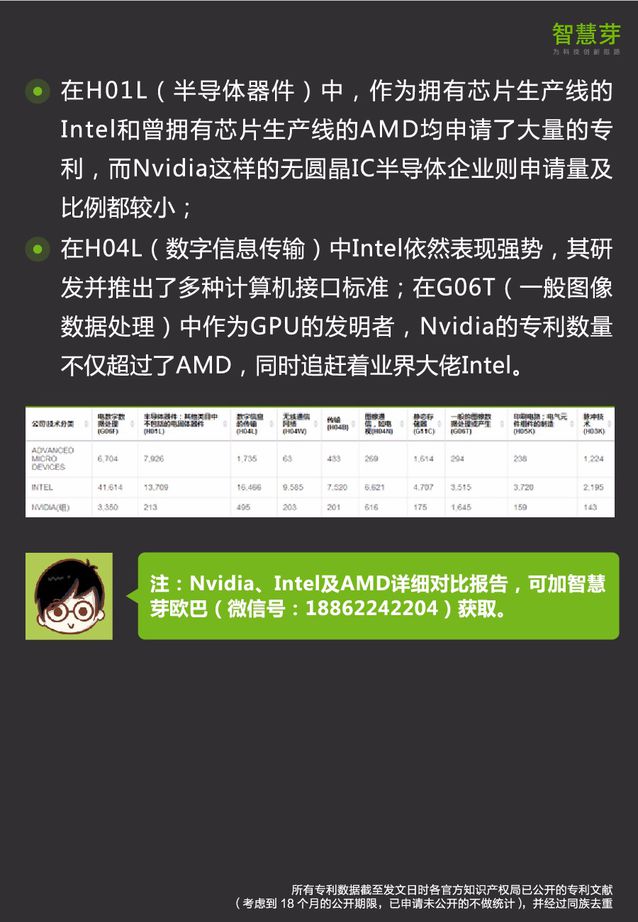 智慧芽
为科技创新指路
在H01L（半导体器件）中，作为拥有芯片生产线的
Intel和曾拥有芯片生产线的AMD均申请了大量的专
利，而Nvidia这样的无圆晶IC半导体企业则申请量及
比例都较小；
在H04L（数字信息传输）中Intel依然表现强势，其研
发并推出了多种计算机接口标准；在G06T（一般图像
数据处理）中作为GPU的发明者，Nvidia的专利数量
不仅超过了AMD，同时追赶着业界大佬Intel。
公司\技术分类 电数字数据处理(G06F) 半导体器件；其他类目中不包括的电固体器件(H01L) 数字信息的传输(H04L) 无线通信网络(H04W) 传输(H04B) 图像通信，如电视(H04N) 静态存储器(G11C) 一般的图像数据处理或产生(G06T) 印刷电路；电气元件组件的制造(H05K) 脉冲技术(H03K)
ADVANCED MICRO DEVICES 6,704 7,926 1,735 63 433 269 1,614 294 238 1,224
INTEL 41,614 13,709 16,466 9,585 7,520 6,621 4,707 3,515 3,720 2,195
NVIDIA(组) 3,350 213 495 203 201 616 175 1,645 159 143
注：Nvidia、Intel及AMD详细对比报告，可加智慧
芽欧巴（微信号：18862242204）获取。
所有专利数据截至发文日时各官方知识产权局已公开的专利文献
（考虑到 18 个月的公开期限，已申请未公开的不做统计），并经过同族去重